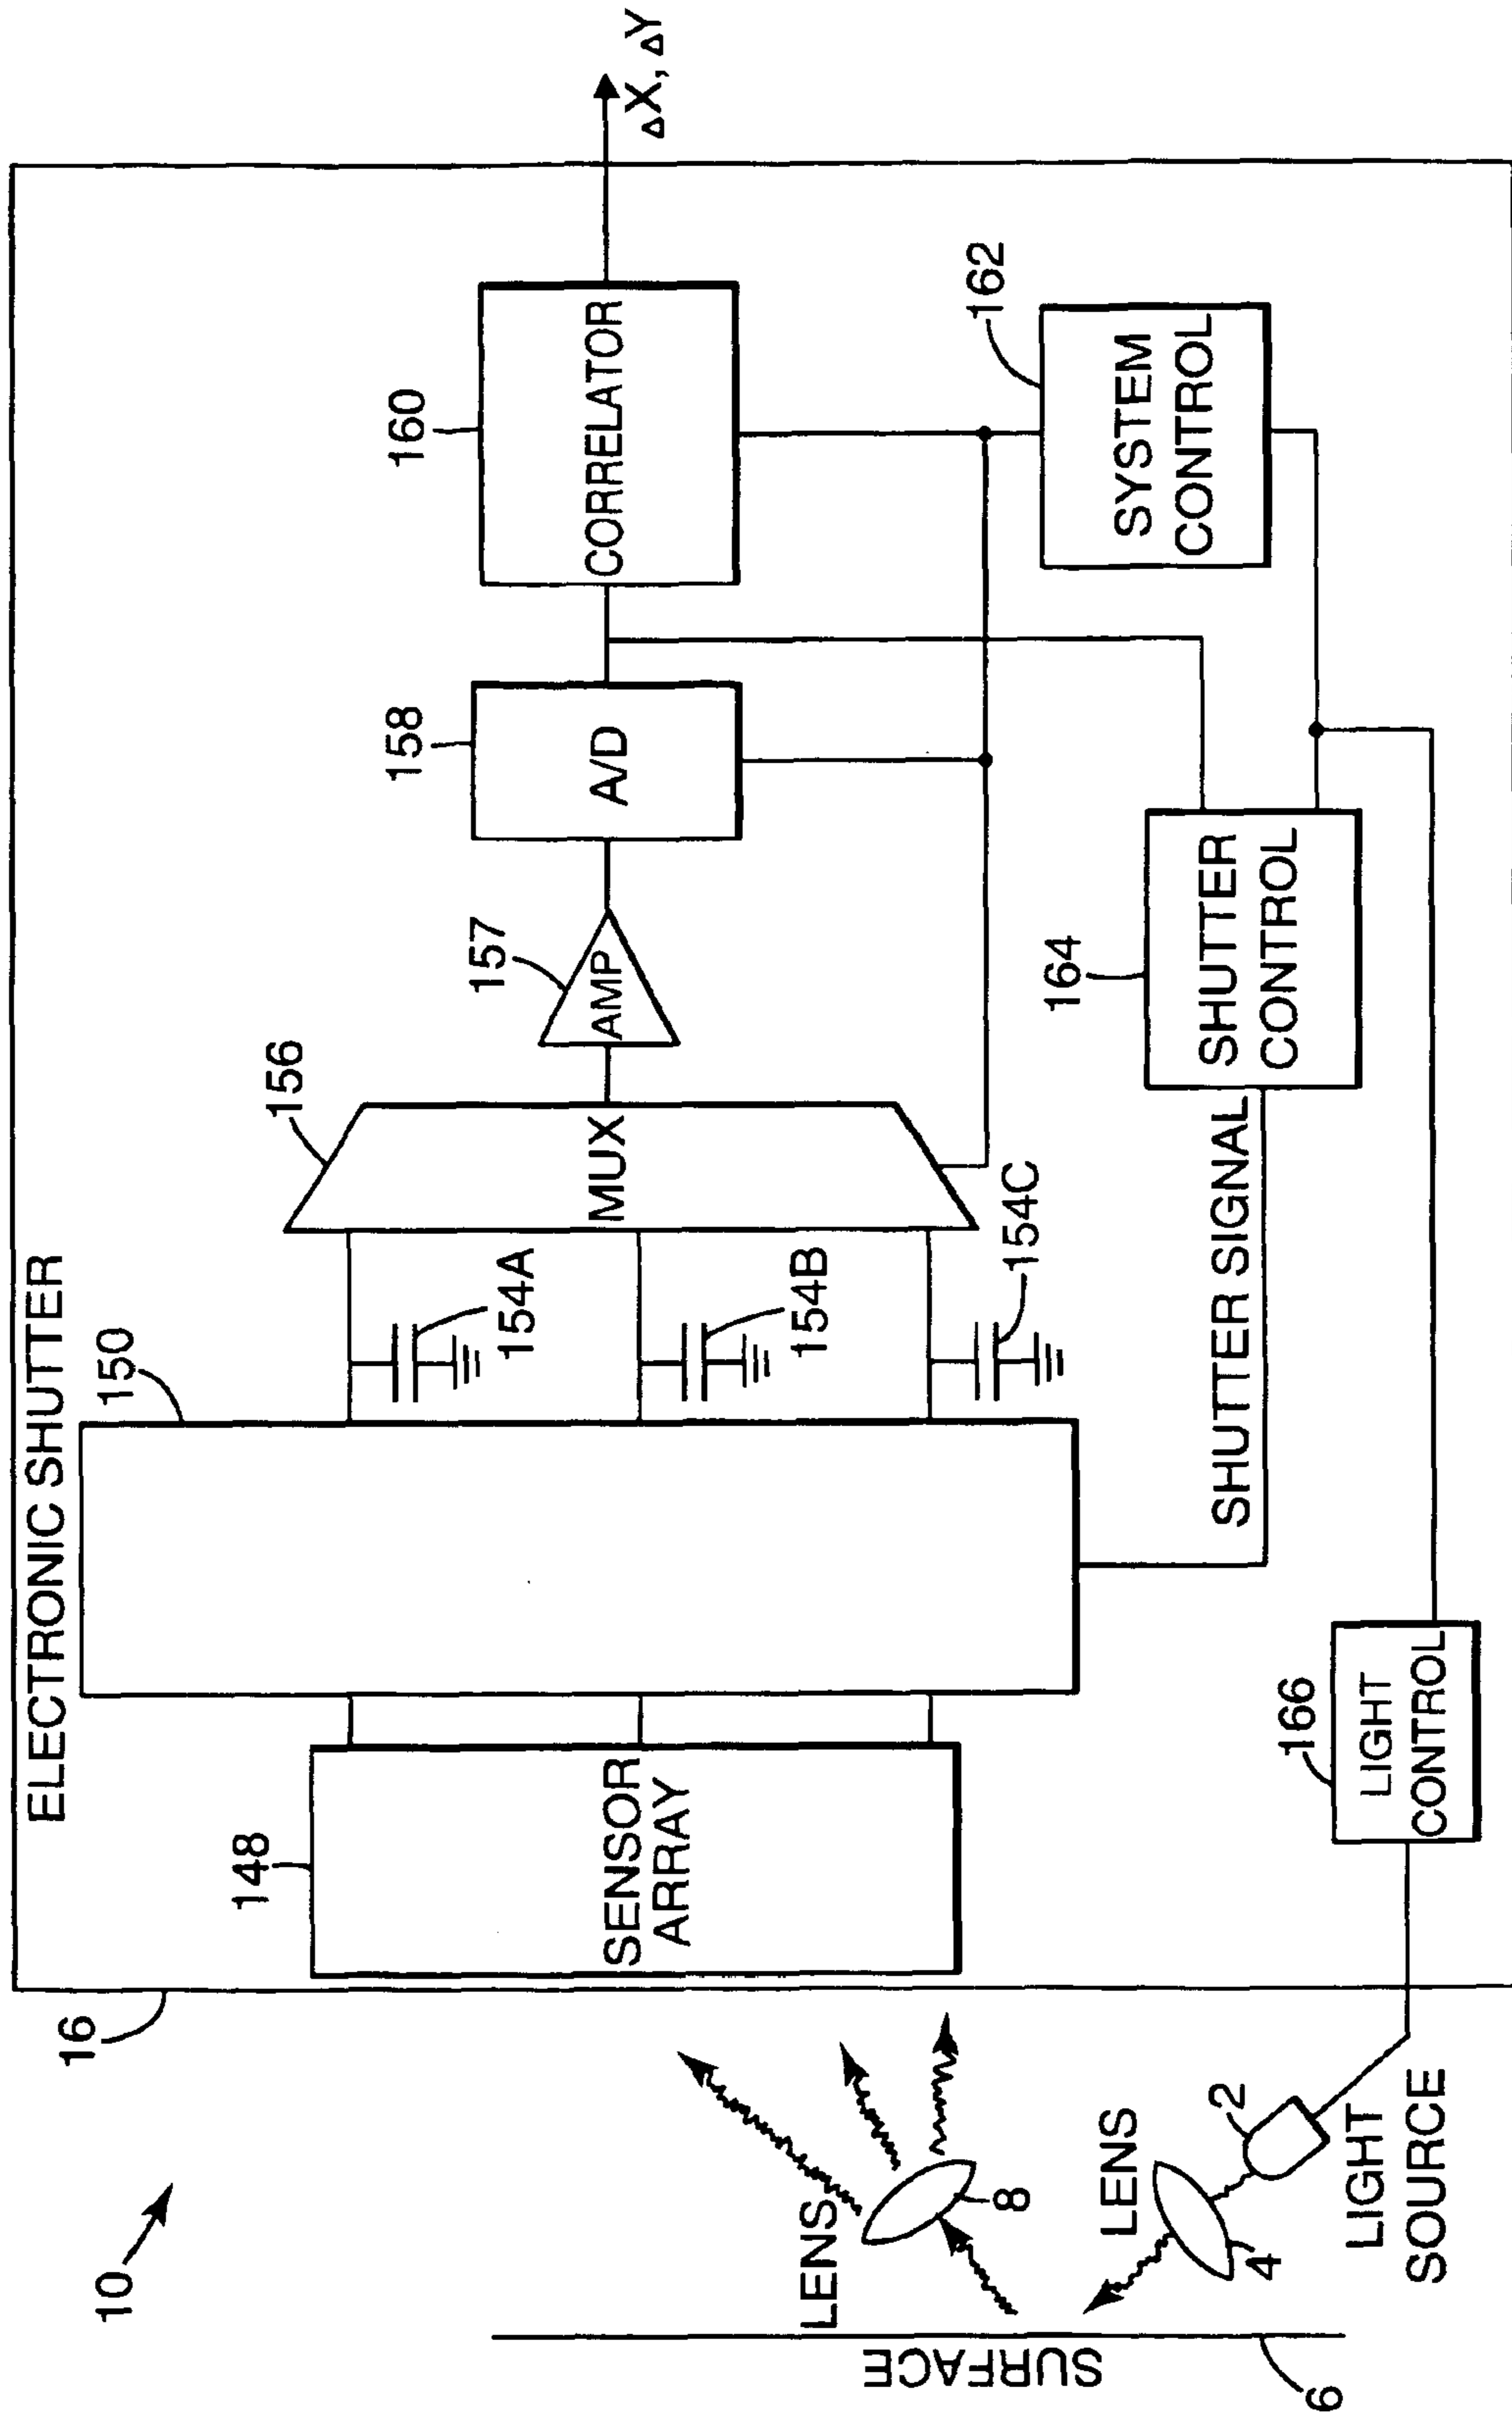 10
16
ELECTRONIC SHUTTER
150
148
SENSOR
ARRAY
154A
154B
154C
156
MUX
157
AMP
158
A/D
160
CORRELATOR
ΔX, ΔY
162
SYSTEM
CONTROL
164
SHUTTER
CONTROL
SHUTTER SIGNAL
166
LIGHT
CONTROL
LENS
8
LENS
4
2
LIGHT
SOURCE
SURFACE
6